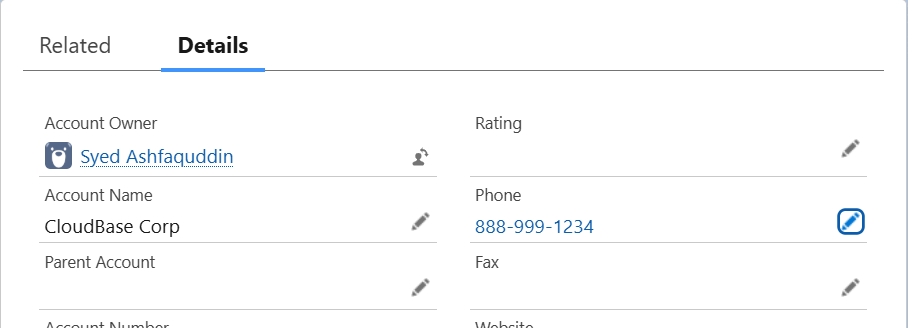 Related Details
Account Owner
Syed Ashfaquddin
Rating
Account Name
CloudBase Corp
Phone
888-999-1234
Parent Account
Fax
Account Number
Website